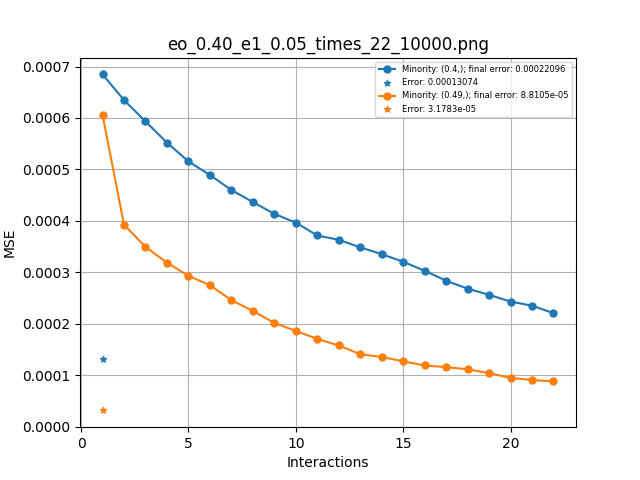 eo_0.40_e1_0.05_times_22_10000.png
Minority: (0.4,); final error: 0.00022096
Error: 0.00013074
Minority: (0.49,); final error: 8.8105e-05
Error: 3.1783e-05
0.0007
0.0006
0.0005
0.0004
0.0003
0.0002
0.0001
0.0000
MSE
0 5 10 15 20
Interactions